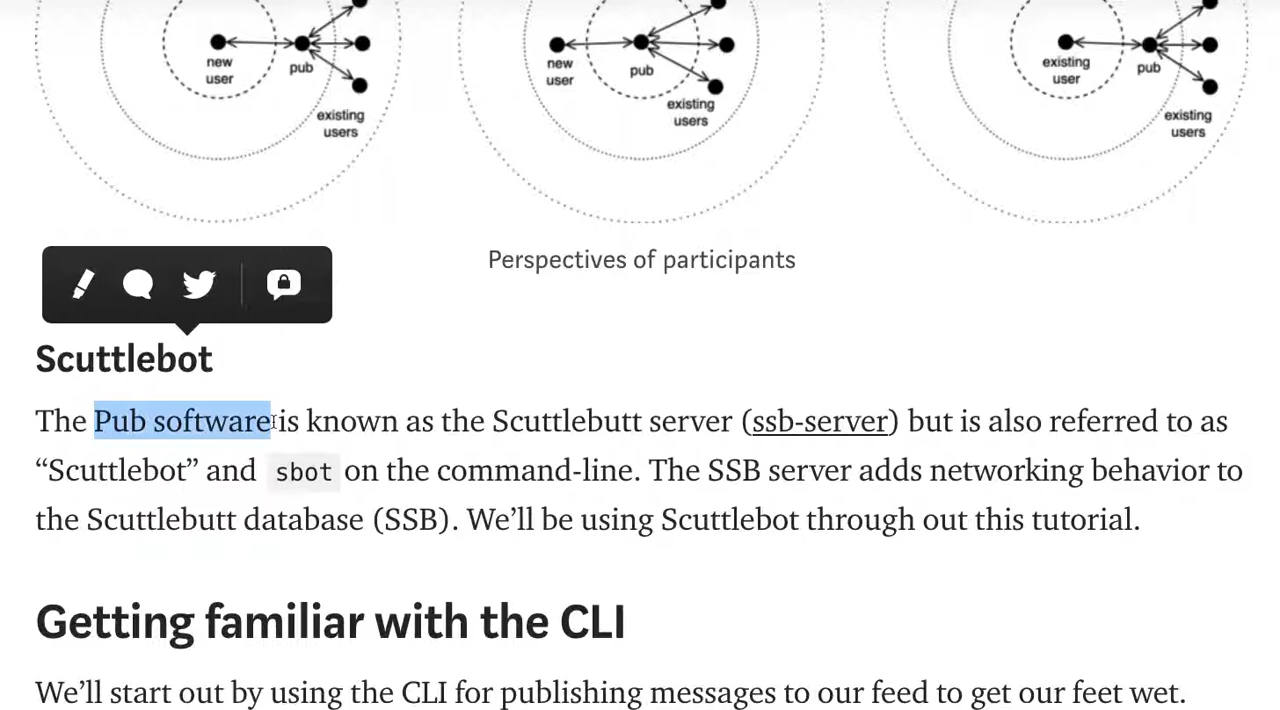 new
user
pub
existing
users
new
user
pub
existing
users
existing
user
pub
existing
users
Perspectives of participants
Scuttlebot
The Pub software is known as the Scuttlebutt server (ssb-server) but is also referred to as
“Scuttlebot” and sbot on the command-line. The SSB server adds networking behavior to
the Scuttlebutt database (SSB). We’ll be using Scuttlebot through out this tutorial.
Getting familiar with the CLI
We’ll start out by using the CLI for publishing messages to our feed to get our feet wet.